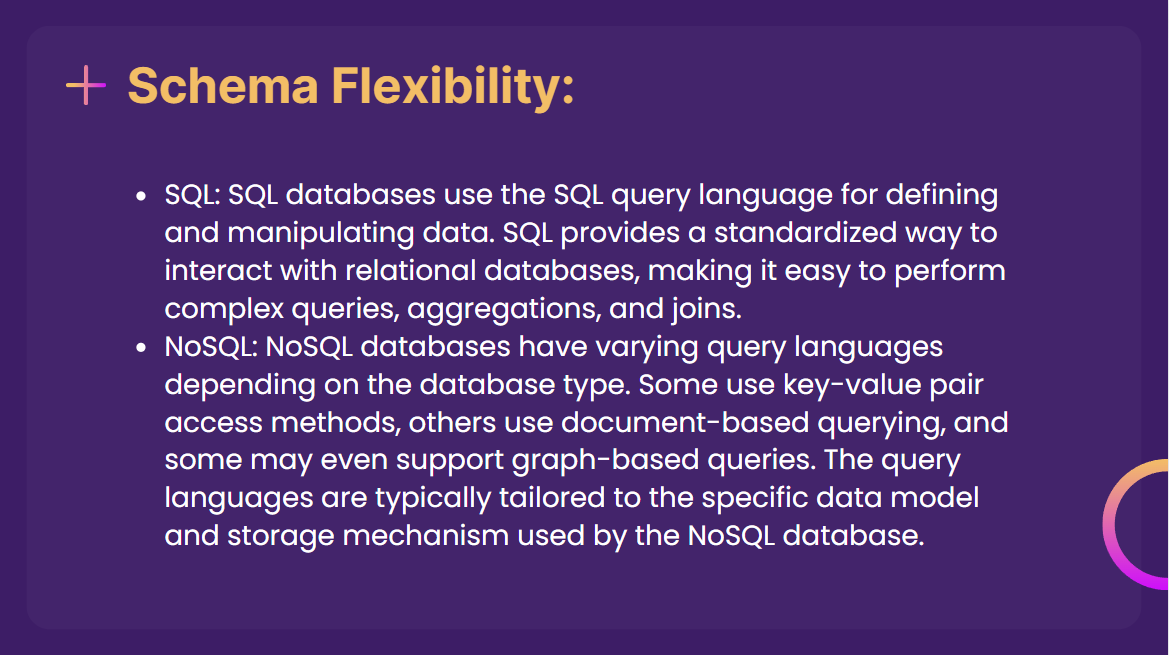 Schema Flexibility:
• SQL: SQL databases use the SQL query language for defining
and manipulating data. SQL provides a standardized way to
interact with relational databases, making it easy to perform
complex queries, aggregations, and joins.
• NoSQL: NoSQL databases have varying query languages
depending on the database type. Some use key-value pair
access methods, others use document-based querying, and
some may even support graph-based queries. The query
languages are typically tailored to the specific data model
and storage mechanism used by the NoSQL database.